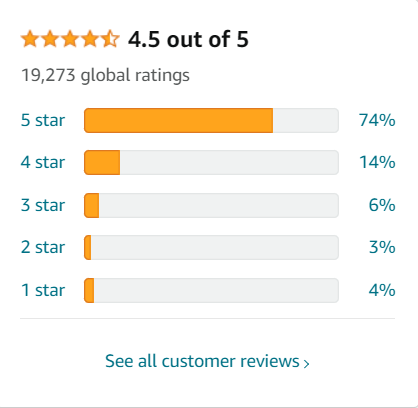 4.5 out of 5
19,273 global ratings
5 star 74%
4 star 14%
3 star 6%
2 star 3%
1 star 4%
See all customer reviews ›